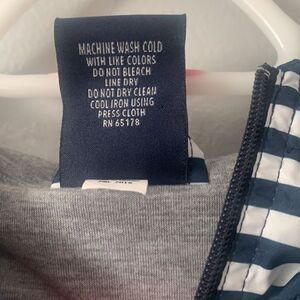 MACHINE WASH COLD
WITH LIKE COLORS
DO NOT BLEACH
LINE DRY
DO NOT DRY CLEAN
COOL IRON USING
PRESS CLOTH
RN 65178